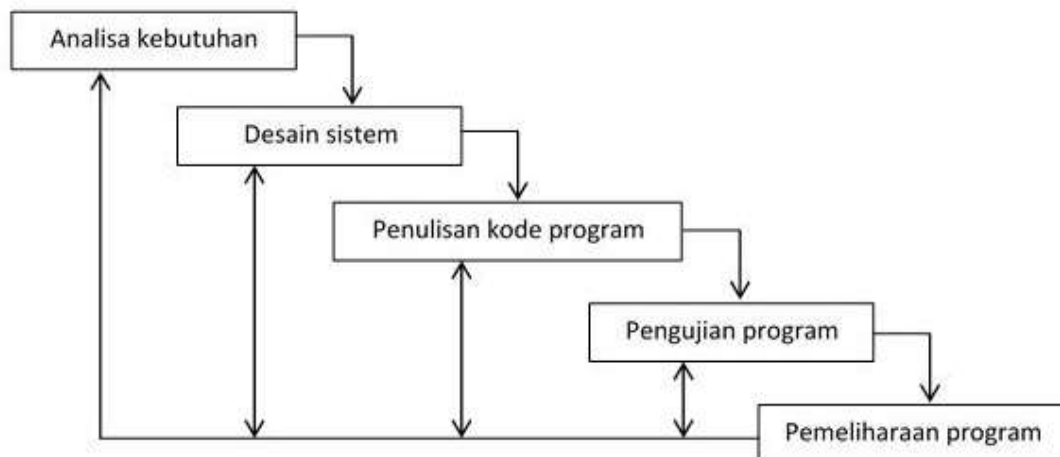 Analisa kebutuhan
Desain sistem
Penulisan kode program
Pengujian program
Pemeliharaan program